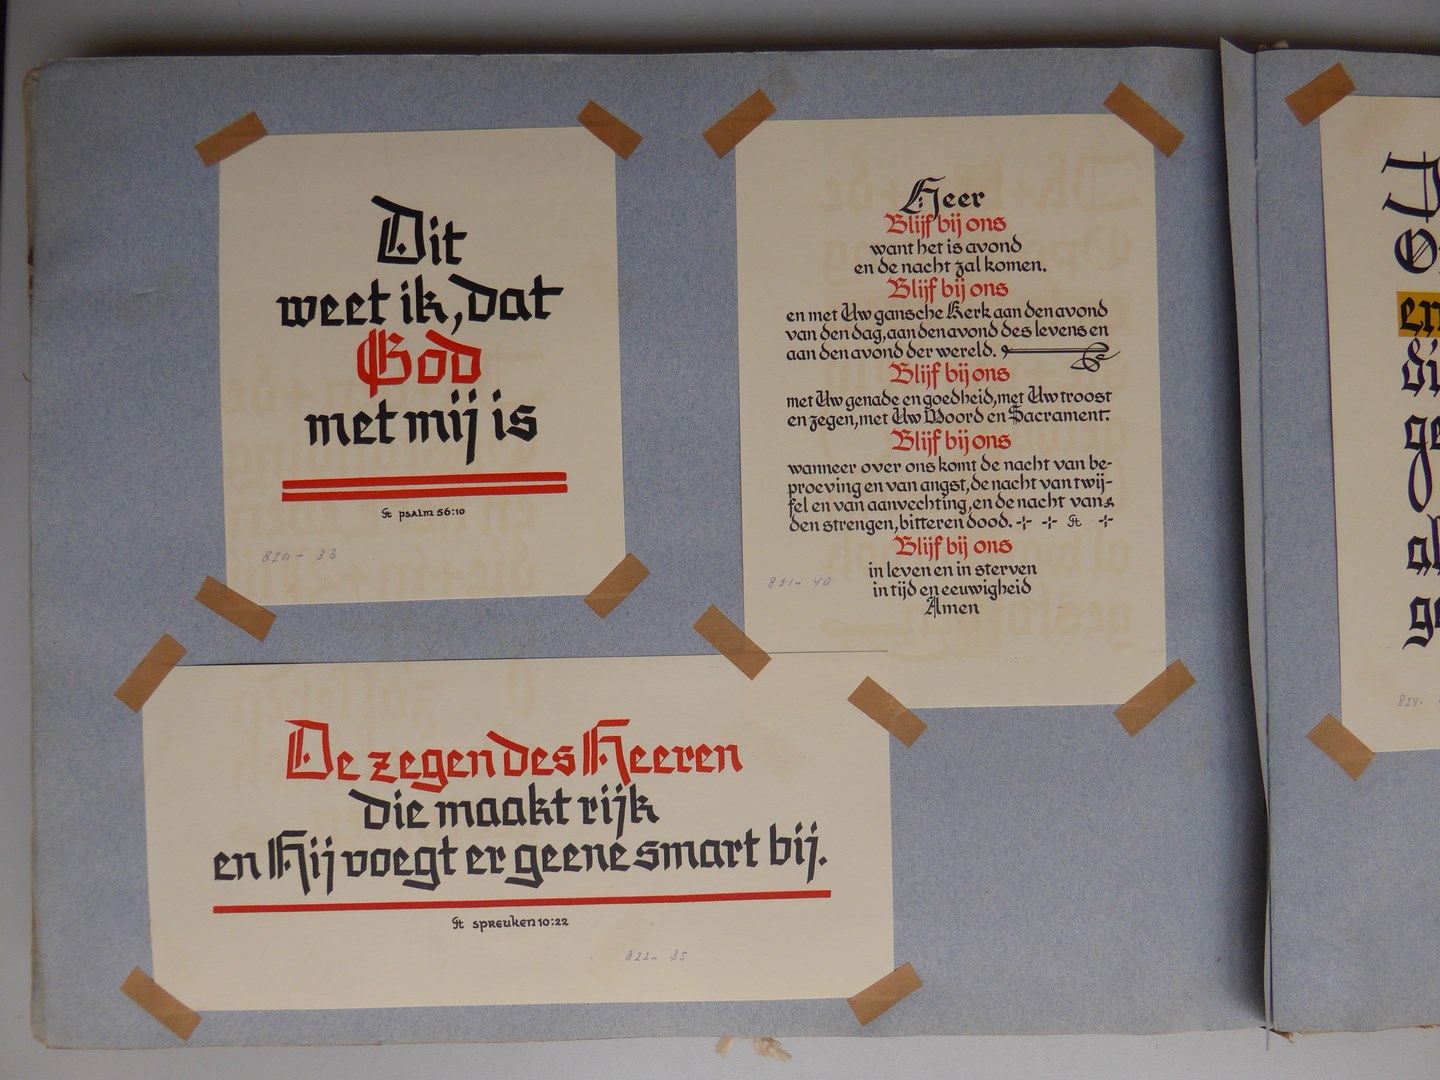 Dit
weet ik, dat
God
met mij is
psalm 56:10
820 - 33
Heer
Blijf bij ons
want het is avond
en de nacht zal komen.
Blijf bij ons
en met Uw gansche Kerk aan den avond
van den dag, aan den avond des levens en
aan den avond der wereld.
Blijf bij ons
met Uw genade en goedheid, met Uw troost
en zegen, met Uw Woord en Sacrament.
Blijf bij ons
wanneer over ons komt de nacht van be-
proeving en van angst, de nacht van twij-
fel en van aanvechting, en de nacht van
den strengen, bitteren dood.
Blijf bij ons
in leven en in sterven
in tijd en eeuwigheid
Amen
821 - 40
De zegen des Heeren
die maakt rijk
en Hij voegt er geene smart bij.
spreuken 10:22
822 - 35
en
di
ge
al
ge
824 -